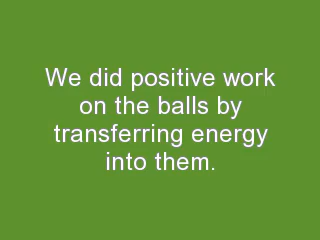 We did positive work
on the balls by
transferring energy
into them.